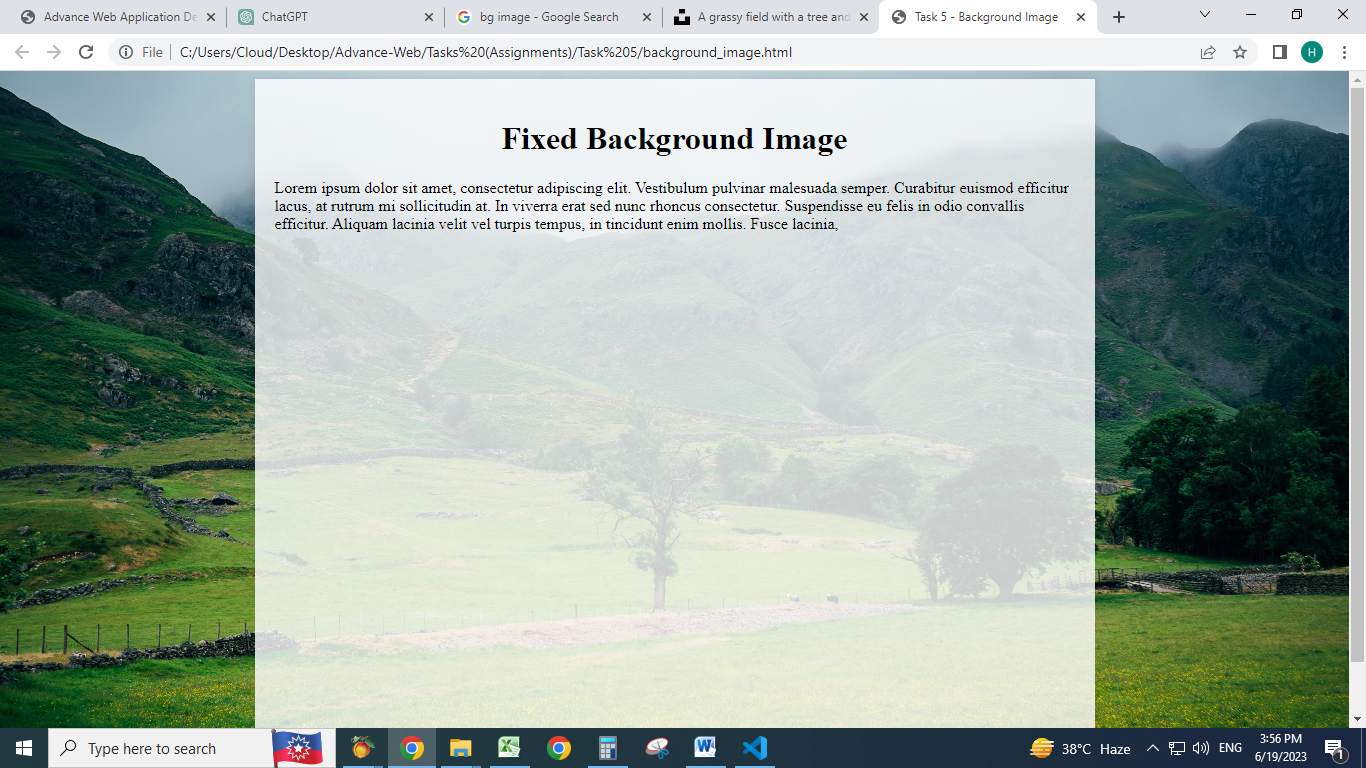 Advance Web Application De
ChatGPT
bg image - Google Search
A grassy field with a tree and
Task 5 - Background Image
File
C:/Users/Cloud/Desktop/Advance-Web/Tasks%20(Assignments)/Task%205/background_image.html
H
Fixed Background Image
Lorem ipsum dolor sit amet, consectetur adipiscing elit. Vestibulum pulvinar malesuada semper. Curabitur euismod efficitur
lacus, at rutrum mi sollicitudin at. In viverra erat sed nunc rhoncus consectetur. Suspendisse eu felis in odio convallis
efficitur. Aliquam lacinia velit vel turpis tempus, in tincidunt enim mollis. Fusce lacinia,
Type here to search
38°C Haze
ENG
3:56 PM
6/19/2023
1